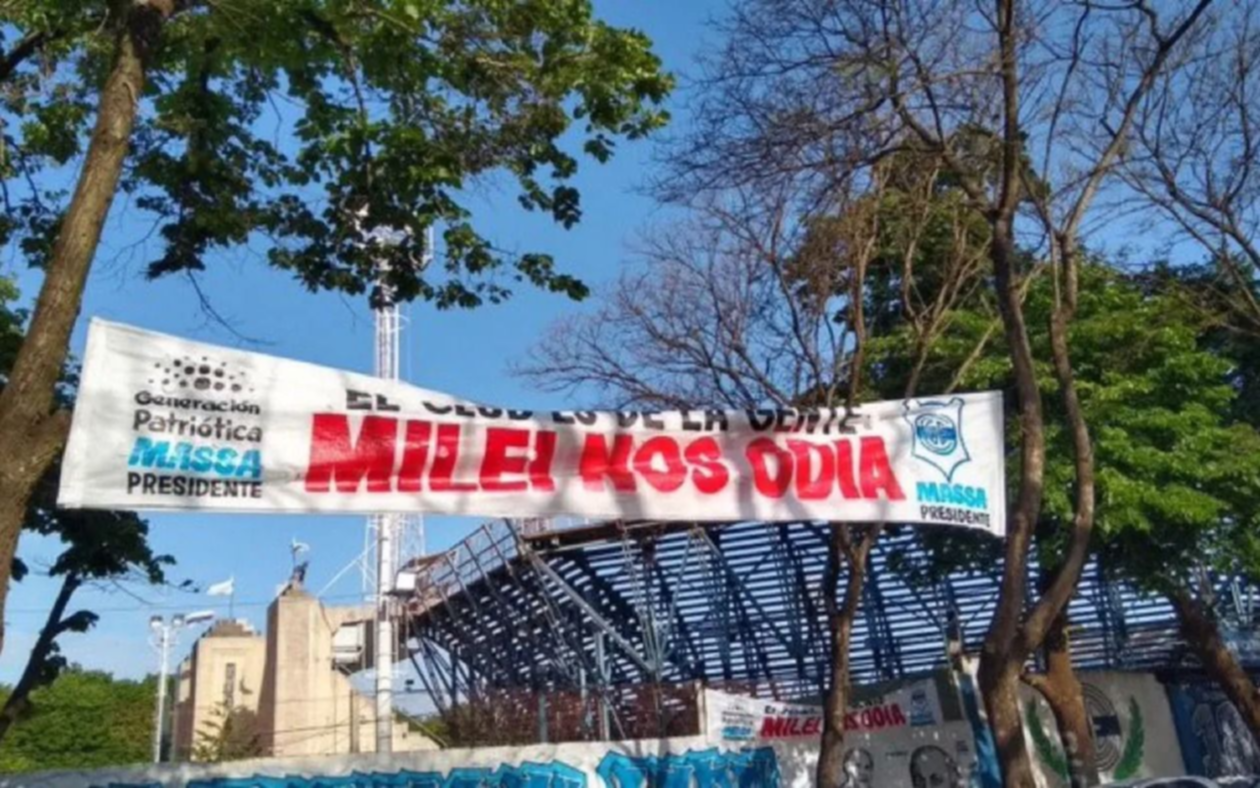 Generación
Patriótica
MASSA
PRESIDENTE
EL CLUB ES DE LA GENTE,
MILEI NOS ODIA
MASSA
PRESIDENTE
MILEI NOS ODIA